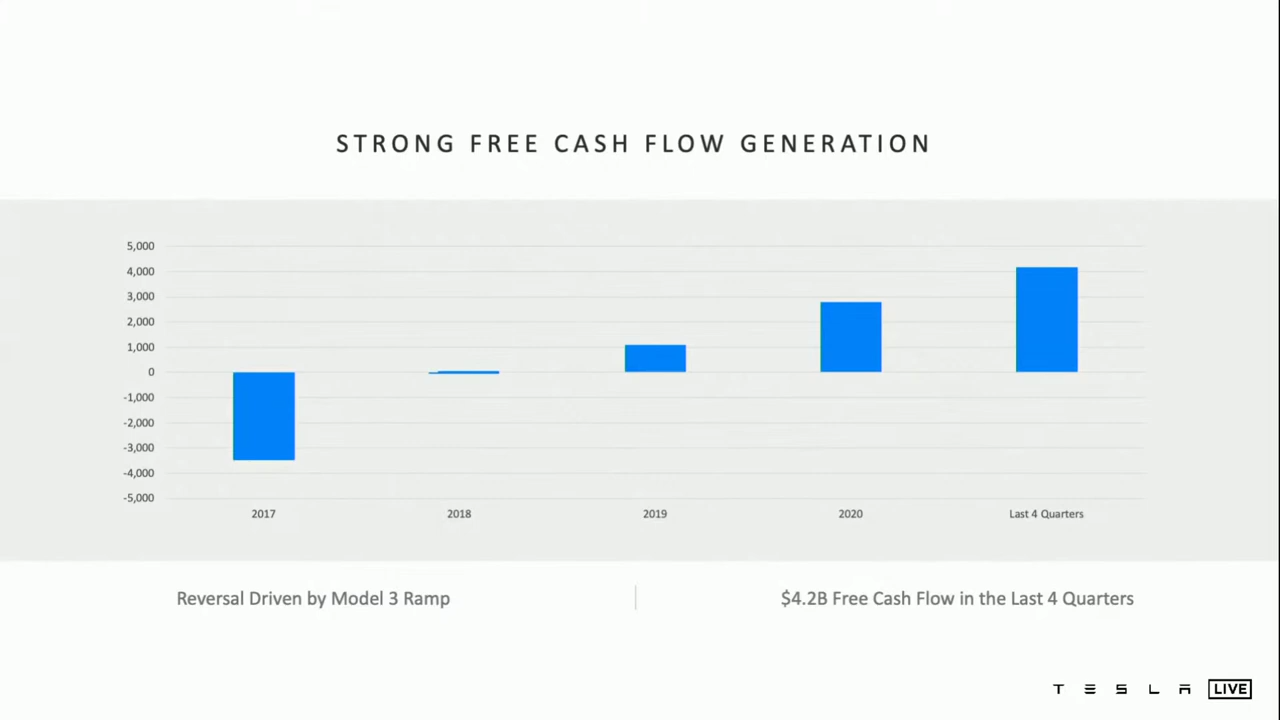 STRONG FREE CASH FLOW GENERATION
5,000
4,000
3,000
2,000
1,000
0
-1,000
-2,000
-3,000
-4,000
-5,000
2017 2018 2019 2020 Last 4 Quarters
Reversal Driven by Model 3 Ramp
$4.2B Free Cash Flow in the Last 4 Quarters
TESLA LIVE